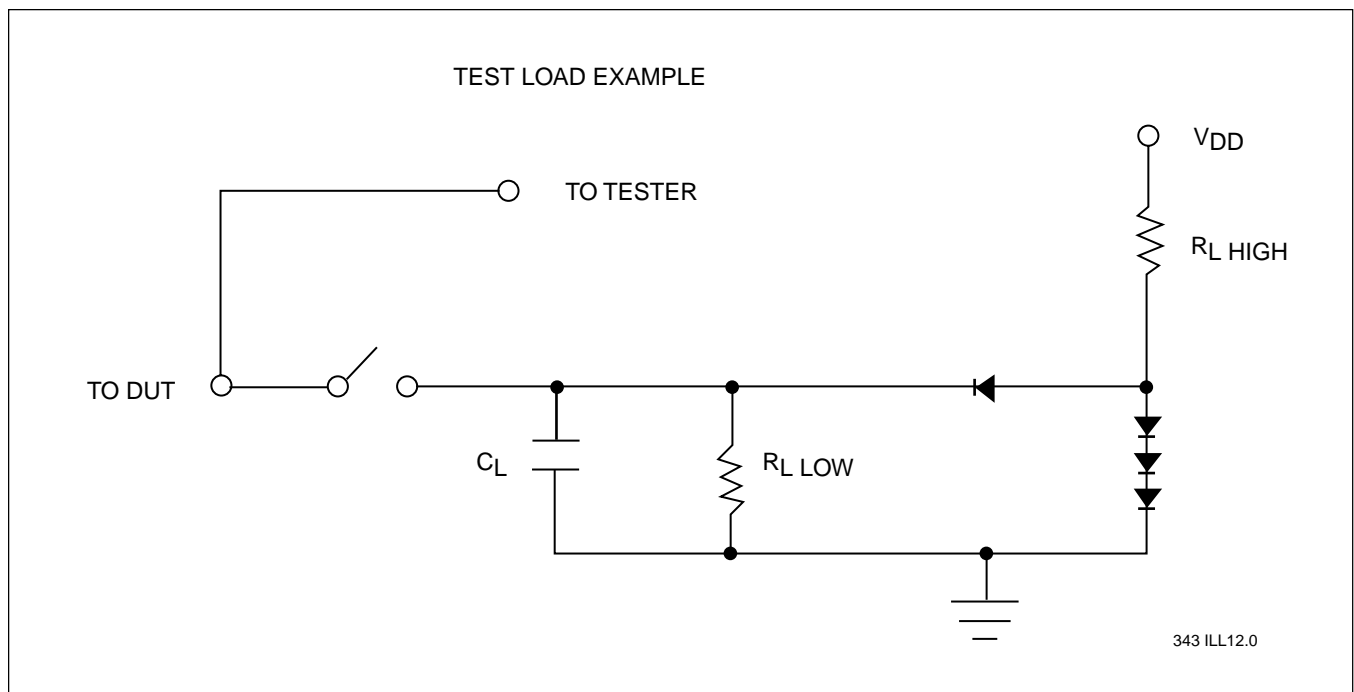 TEST LOAD EXAMPLE
VDD
TO TESTER
RL HIGH
TO DUT
CL
RL LOW
343 ILL12.0